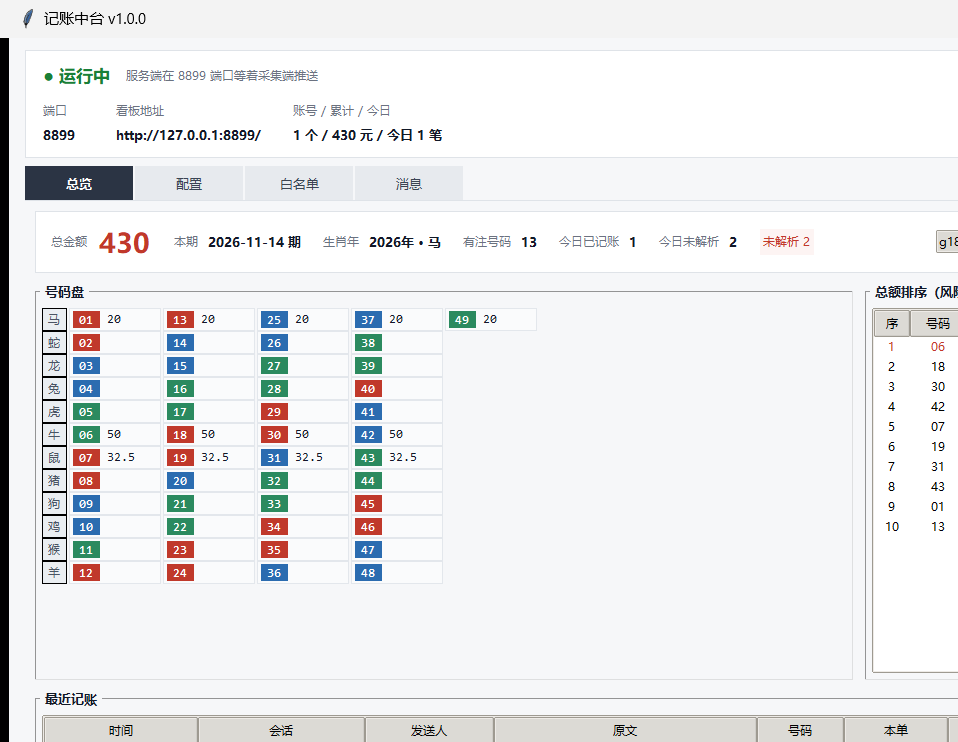 记账中台 v1.0.0
● 运行中 服务端在 8899 端口等着采集端推送
端口 看板地址 账号 / 累计 / 今日
8899 http://127.0.0.1:8899/ 1 个 / 430 元 / 今日 1 笔
总览 配置 白名单 消息
总金额 430 本期 2026-11-14 期 生肖年 2026年 • 马 有注号码 13 今日已记账 1 今日未解析 2 未解析 2 g18
号码盘 总额排序（风险
马 01 20 13 20 25 20 37 20 49 20
蛇 02 14 26 38
龙 03 15 27 39
兔 04 16 28 40
虎 05 17 29 41
牛 06 50 18 50 30 50 42 50
鼠 07 32.5 19 32.5 31 32.5 43 32.5
猪 08 20 32 44
狗 09 21 33 45
鸡 10 22 34 46
猴 11 23 35 47
羊 12 24 36 48
序 号码
1 06
2 18
3 30
4 42
5 07
6 19
7 31
8 43
9 01
10 13
最近记账
时间 会话 发送人 原文 号码 本单